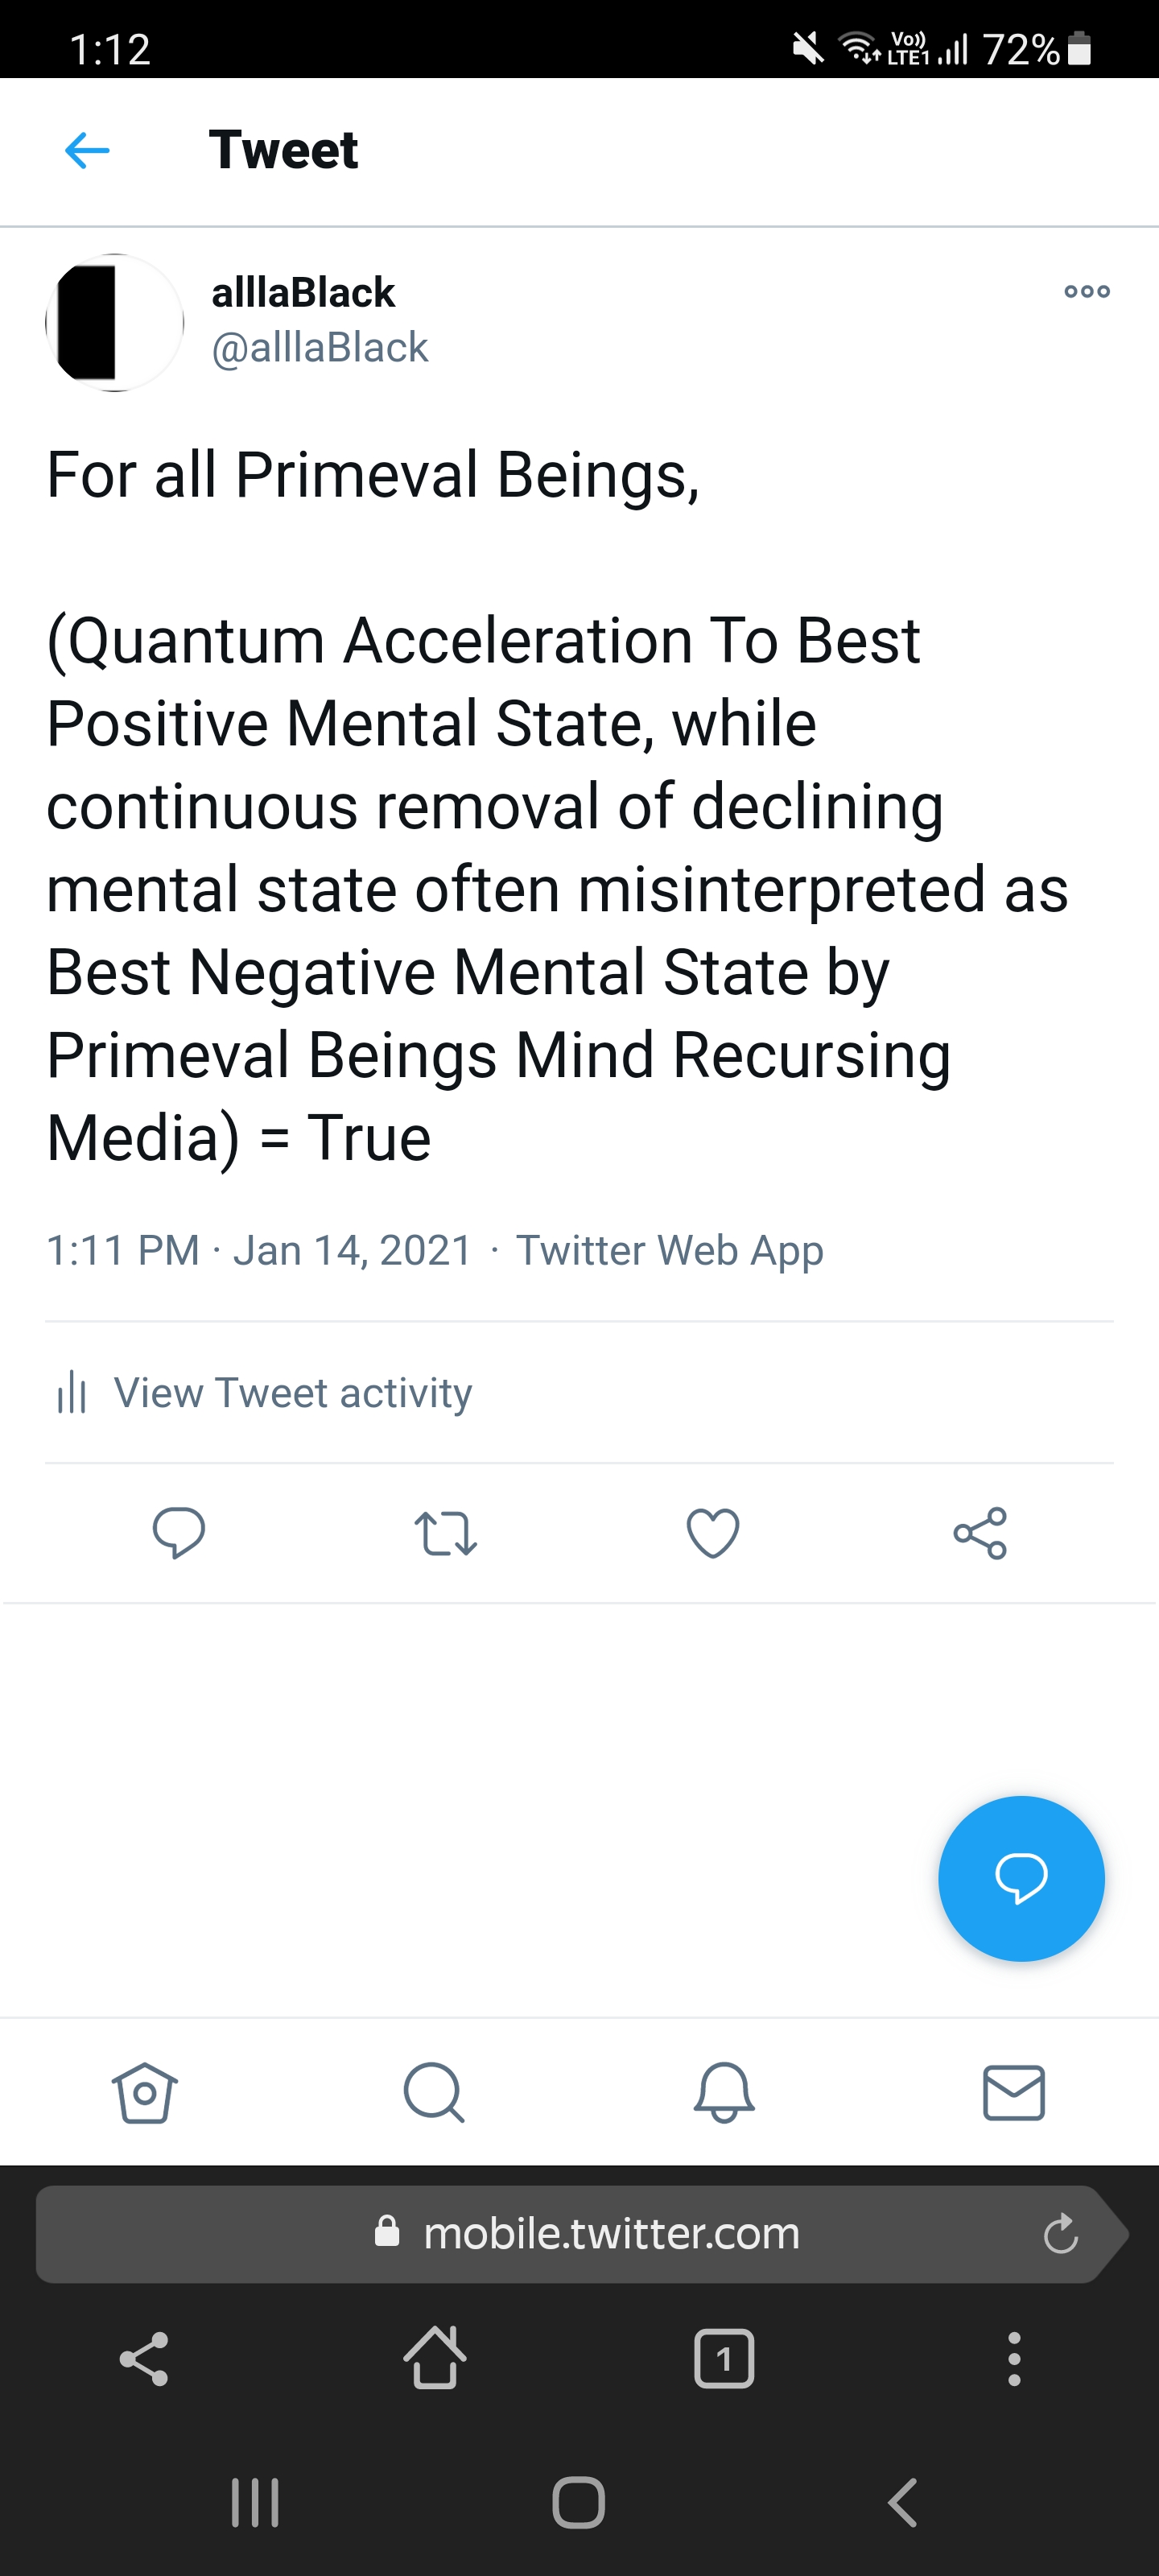 1:12
Vo)) LTE1 72%
Tweet
alllaBlack
@alllaBlack
For all Primeval Beings,
(Quantum Acceleration To Best
Positive Mental State, while
continuous removal of declining
mental state often misinterpreted as
Best Negative Mental State by
Primeval Beings Mind Recursing
Media) = True
1:11 PM · Jan 14, 2021 · Twitter Web App
View Tweet activity
mobile.twitter.com
1